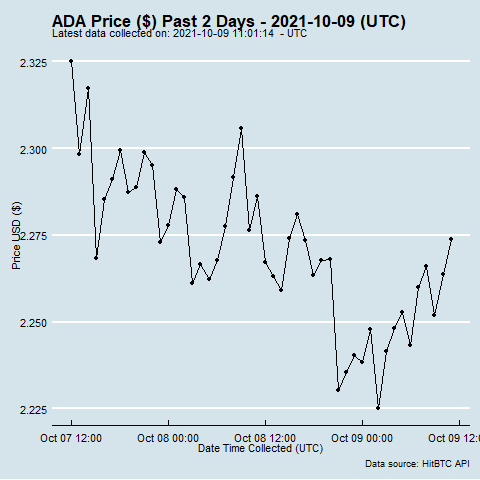 ADA Price ($) Past 2 Days - 2021-10-09 (UTC)
Latest data collected on: 2021-10-09 11:01:14 - UTC
2.325
2.300
2.275
2.250
2.225
Price USD ($)
Oct 07 12:00
Oct 08 00:00
Oct 08 12:00
Oct 09 00:00
Oct 09 12:00
Date Time Collected (UTC)
Data source: HitBTC API